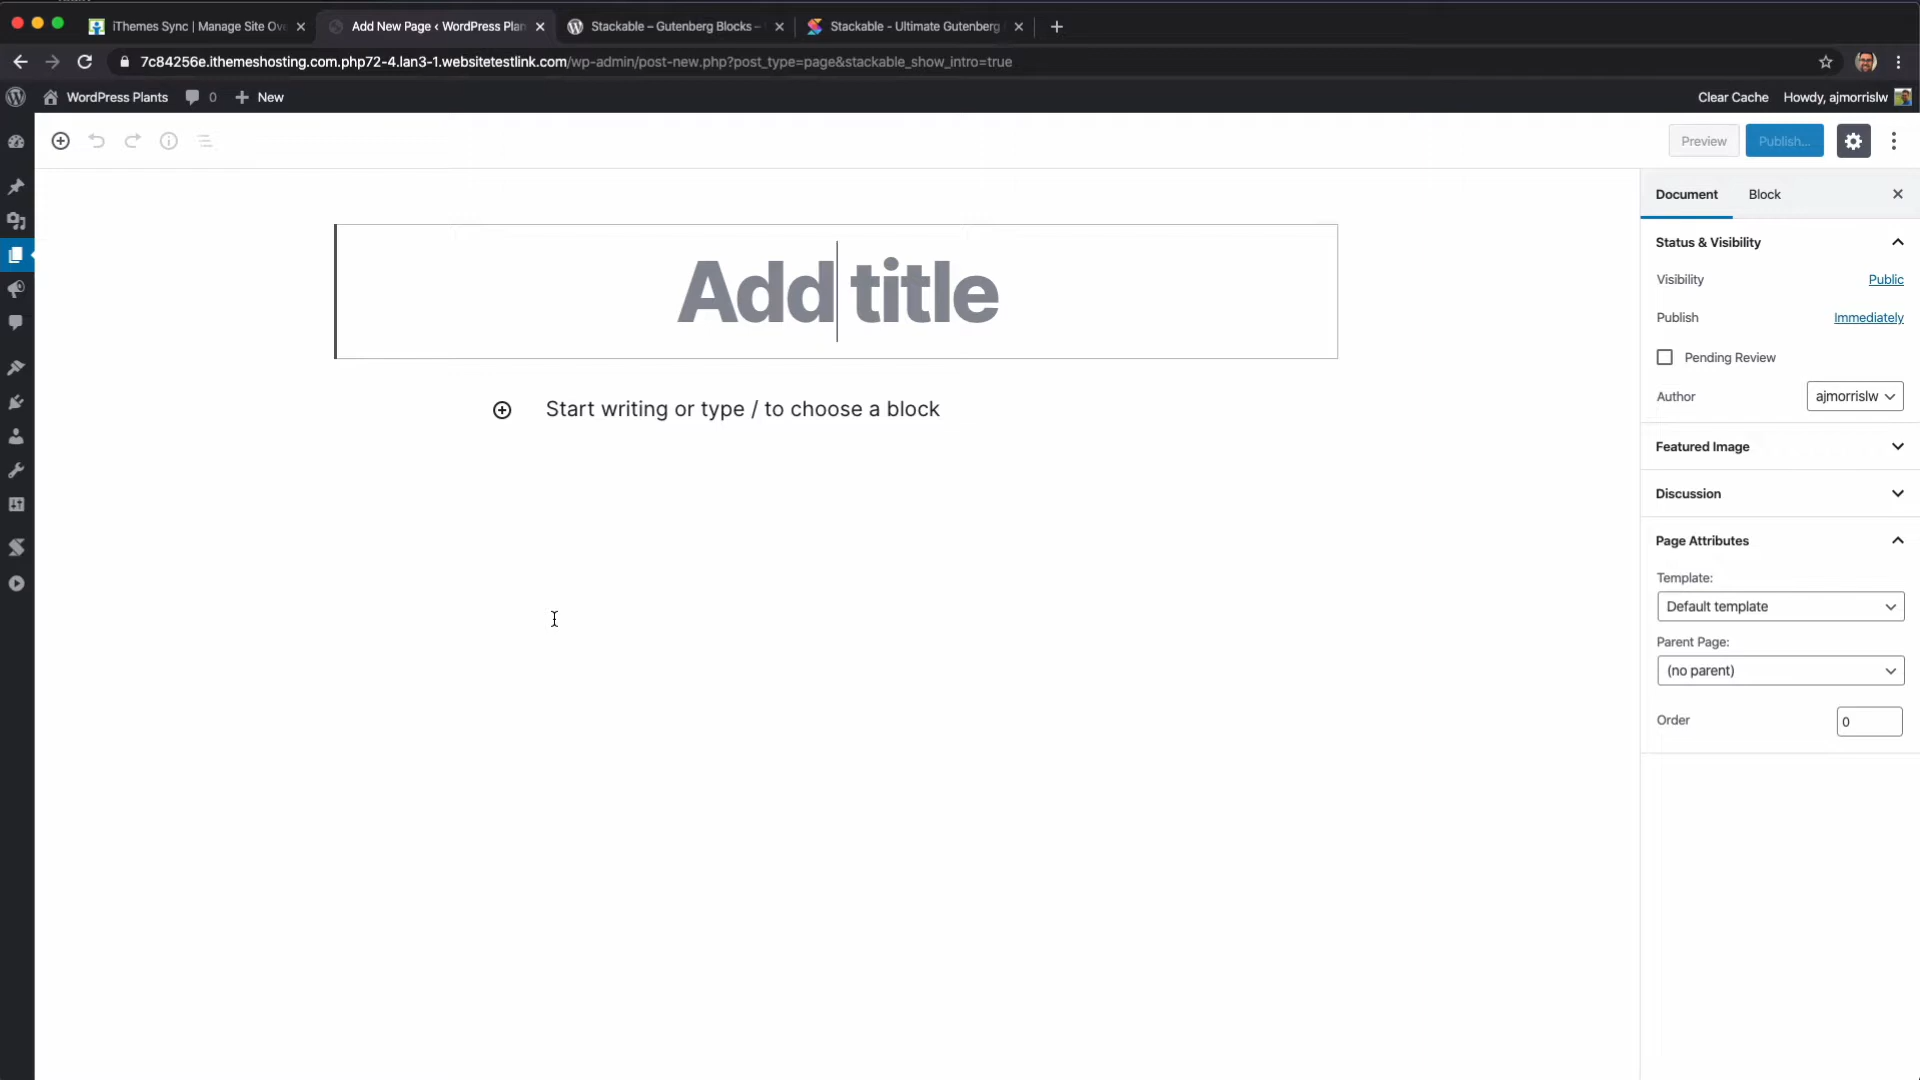 iThemes Sync | Manage Site Ov
Add New Page ‹ WordPress Plan
Stackable – Gutenberg Blocks –
Stackable - Ultimate Gutenberg
7c84256e.ithemeshosting.com.php72-4.lan3-1.websitetestlink.com/wp-admin/post-new.php?post_type=page&stackable_show_intro=true
WordPress Plants
0
New
Clear Cache
Howdy, ajmorrislw
Preview
Publish...
Document
Block
Add title
Start writing or type / to choose a block
Status & Visibility
Visibility
Public
Publish
Immediately
Pending Review
Author
ajmorrislw
Featured Image
Discussion
Page Attributes
Template:
Default template
Parent Page:
(no parent)
Order
0